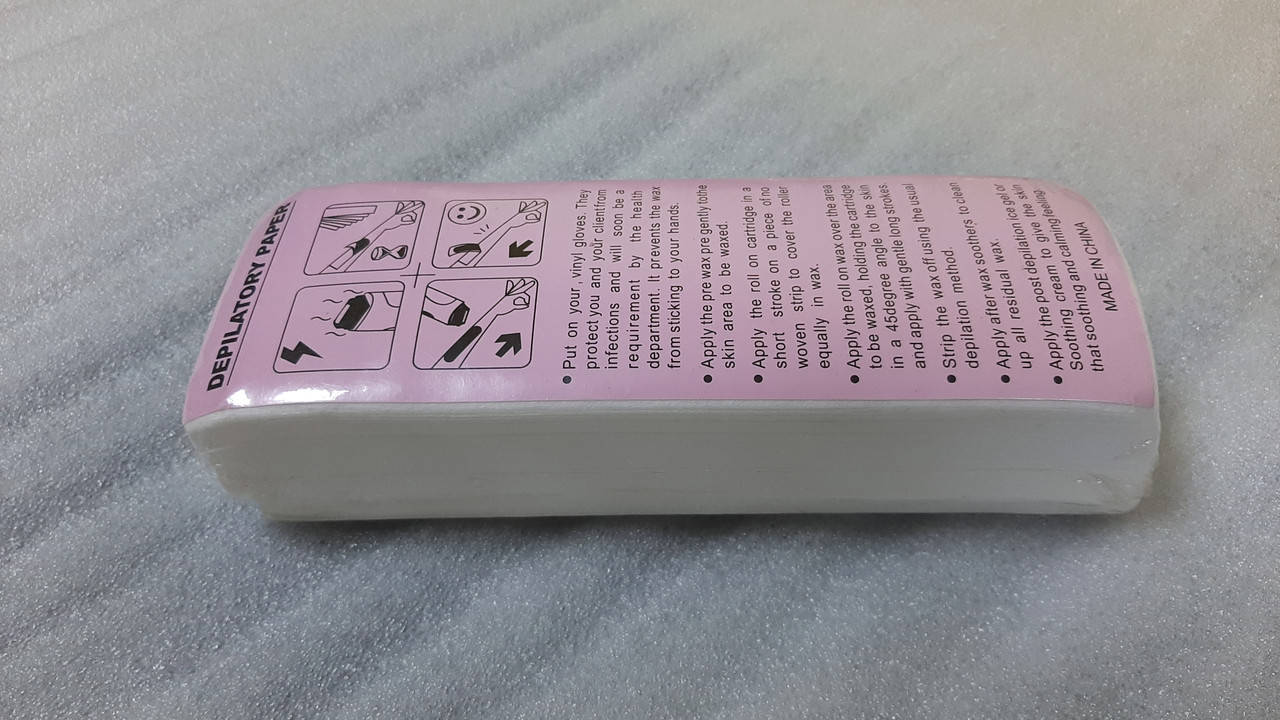 DEPILATORY PAPER
• Put on your , vinyl gloves. They
protect you and your clientfrom
infections and will soon be a
requirement by the health
department. It prevents the wax
from sticking to your hands.
• Apply the pre wax pre gently tothe
skin area to be waxed.
• Apply the roll on cartridge in a
short stroke on a piece of no
woven strip to cover the roller
equally in wax.
• Apply the roll on wax over the area
to be waxed, holding the cartridge
in a 45degree angle to the skin
and apply with gentle long strokes.
• Strip the wax off using the usual
depilation method.
• Apply after wax soothers to clean
up all residual wax.
• Apply the post depilation ice gel or
Soothing cream to give the skin
that soothing and calming feeling.
MADE IN CHINA